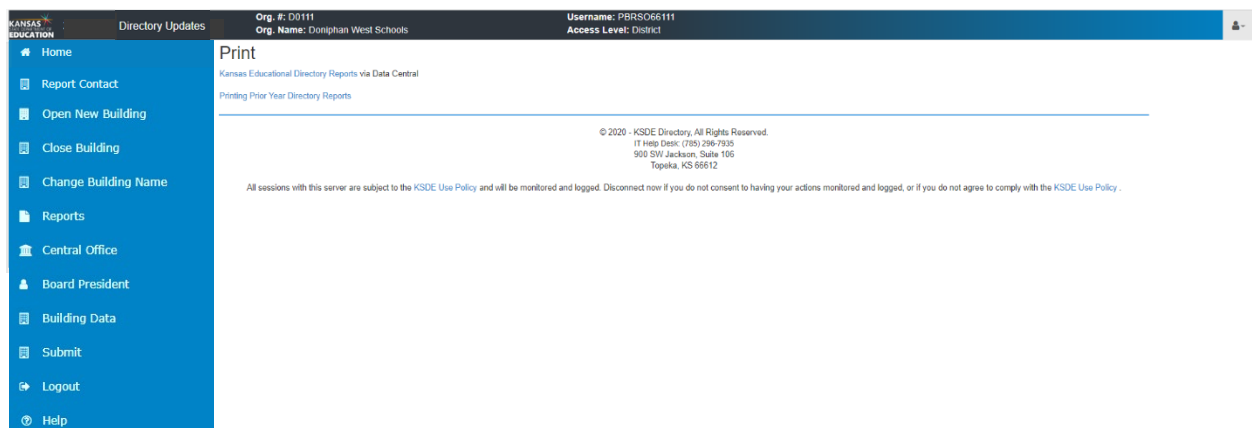 KANSAS
EDUCATION
Directory Updates
Org. #: D0111
Org. Name: Doniphan West Schools
Username: PBRSO66111
Access Level: District
Home
Report Contact
Open New Building
Close Building
Change Building Name
Reports
Central Office
Board President
Building Data
Submit
Logout
Help
Print
Kansas Educational Directory Reports via Data Central
Printing Prior Year Directory Reports
© 2020 - KSDE Directory, All Rights Reserved.
IT Help Desk: (785) 296-7935
900 SW Jackson, Suite 106
Topeka, KS 66612
All sessions with this server are subject to the KSDE Use Policy and will be monitored and logged. Disconnect now if you do not consent to having your actions monitored and logged, or if you do not agree to comply with the KSDE Use Policy .